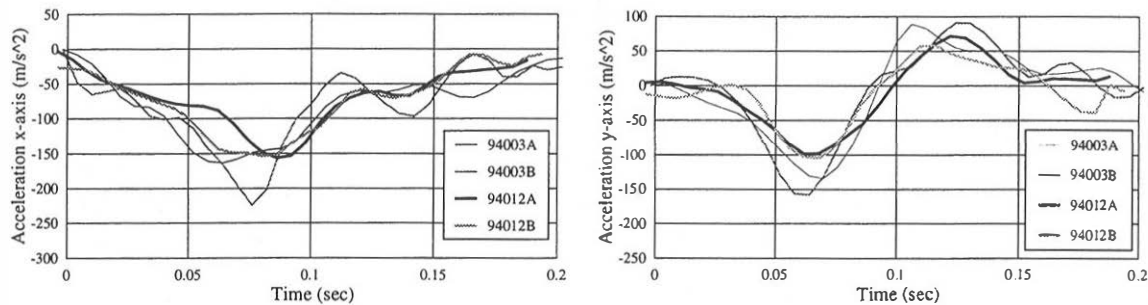 Acceleration x-axis (m/s^2)
50
0
-50
-100
-150
-200
-250
-300
0
0.05
0.1
0.15
0.2
Time (sec)
94003A
94003B
94012A
94012B
Acceleration y-axis (m/s^2)
100
50
0
-50
-100
-150
-200
-250
0
0.05
0.1
0.15
0.2
Time (sec)
94003A
94003B
94012A
94012B